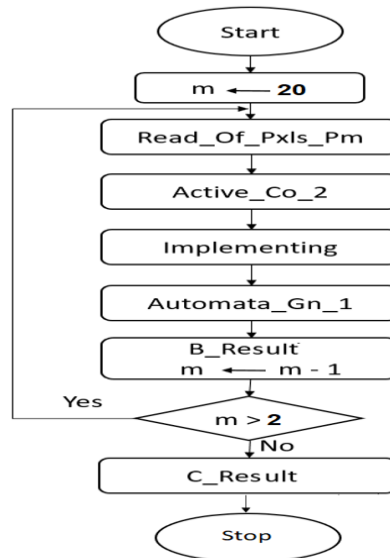 Start
m ← 20
Read_Of_Pxls_Pm
Active_Co_2
Implementing
Automata_Gn_1
B_Result
m ← m - 1
Yes
m > 2
No
C_Result
Stop